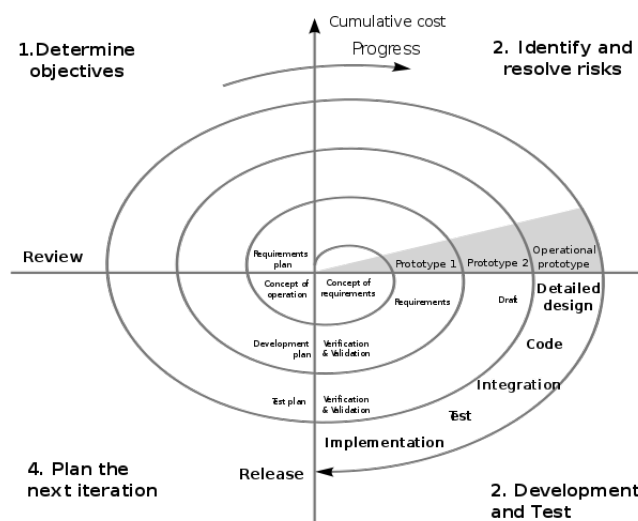 Cumulative cost
1.Determine
objectives
Progress
2. Identify and
resolve risks
Review
Requirements
plan
Prototype 1
Prototype 2
Operational
prototype
Concept of
operation
Concept of
requirements
Requirements
Draft
Detailed
design
Development
plan
Verification
& Validation
Code
Integration
Test plan
Verification
& Validation
Test
Implementation
4. Plan the
next iteration
Release
2. Development
and Test